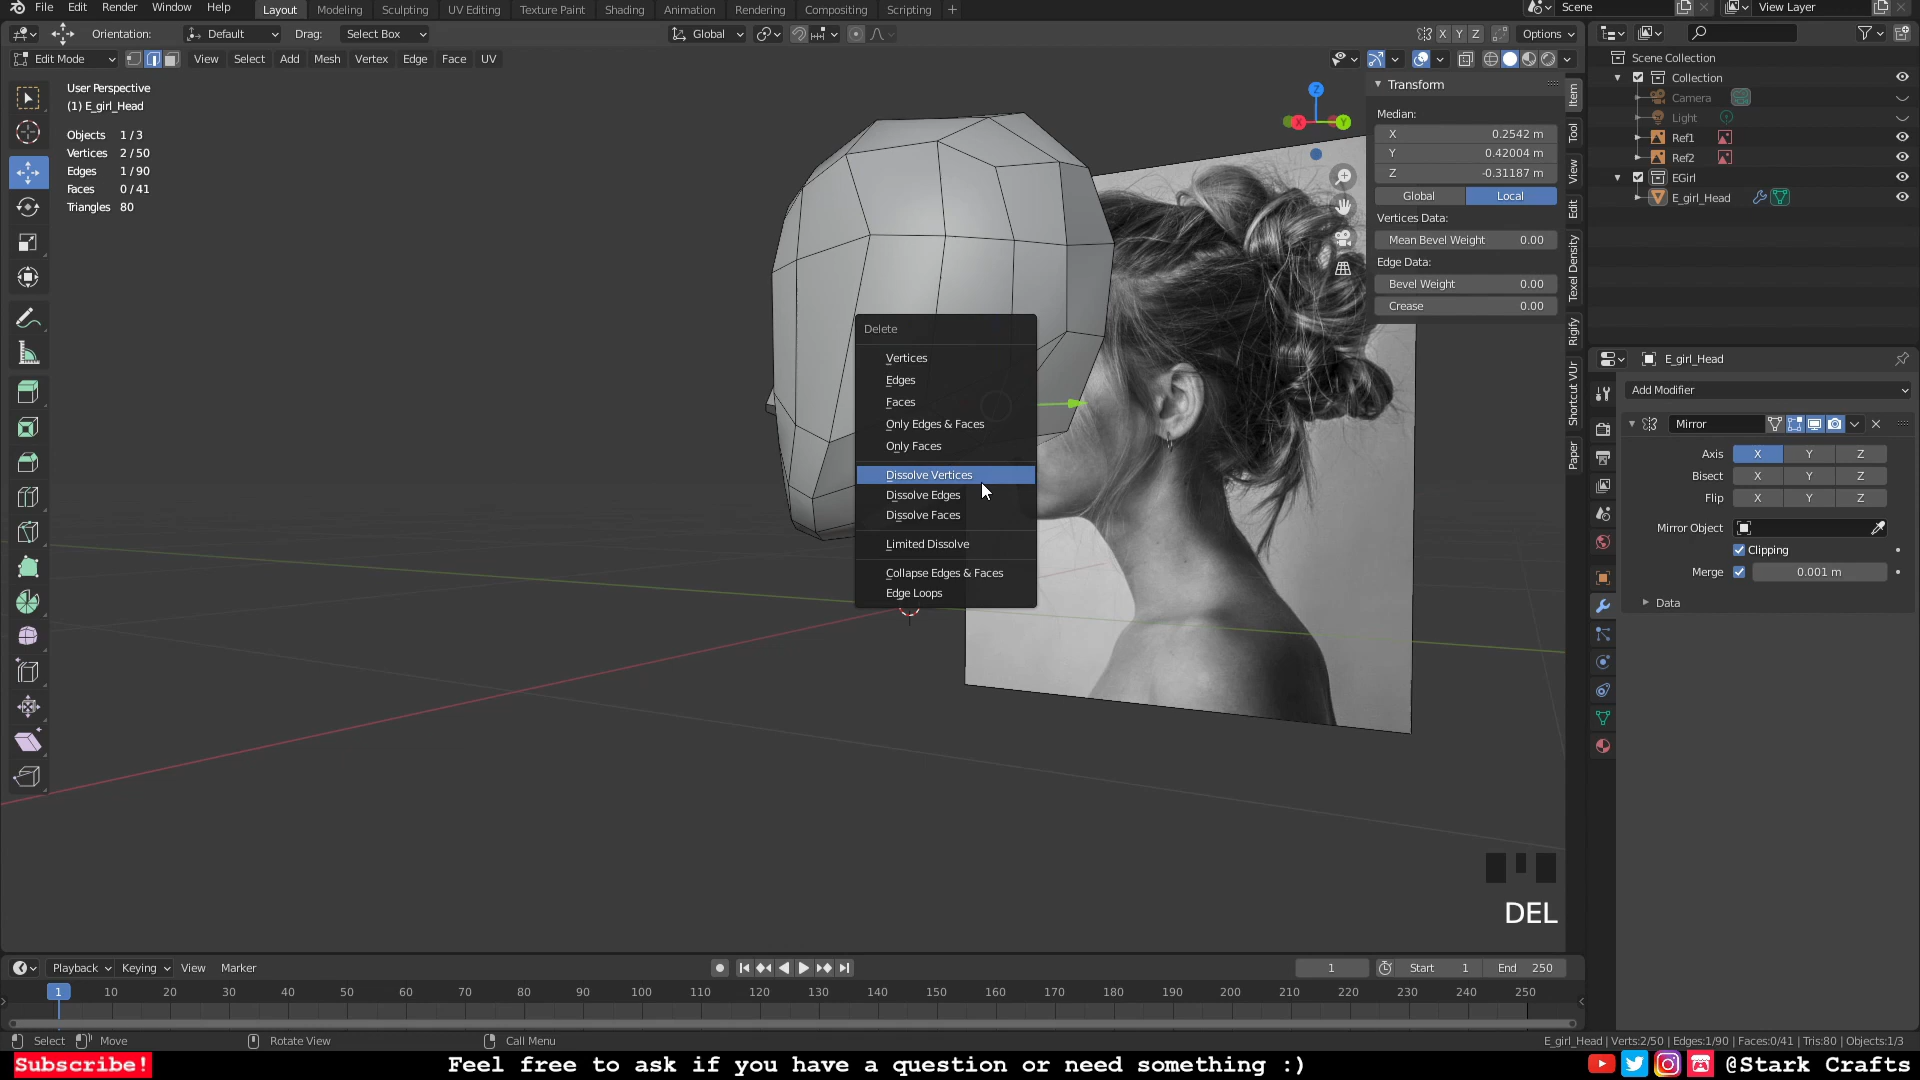 File Edit Render Window Help Layout Modeling Sculpting UV Editing Texture Paint Shading Animation Rendering Compositing Scripting + Scene View Layer
Orientation: Default Drag: Select Box Global X Y Z Options
Edit Mode View Select Add Mesh Vertex Edge Face UV
User Perspective
(1) E_girl_Head
Objects 1/3
Vertices 2/50
Edges 1/90
Faces 0/41
Triangles 80
Delete
Vertices
Edges
Faces
Only Edges & Faces
Only Faces
Dissolve Vertices
Dissolve Edges
Dissolve Faces
Limited Dissolve
Collapse Edges & Faces
Edge Loops
Z
X Y
Transform
Median:
X 0.2542 m
Y 0.42004 m
Z -0.31187 m
Global Local
Vertices Data:
Mean Bevel Weight 0.00
Edge Data:
Bevel Weight 0.00
Crease 0.00
Item
Tool
View
Edit
Texel Density
Rigify
Shortcut VUr
Paper
DEL
Scene Collection
Collection
Camera
Light
Ref1
Ref2
EGirl
E_girl_Head
E_girl_Head
Add Modifier
Mirror
Axis X Y Z
Bisect X Y Z
Flip X Y Z
Mirror Object
Clipping
Merge 0.001 m
Data
Playback Keying View Marker 1 Start 1 End 250
1 10 20 30 40 50 60 70 80 90 100 110 120 130 140 150 160 170 180 190 200 210 220 230 240 250
Select Move Rotate View Call Menu E_girl_Head | Verts:2/50 | Edges:1/90 | Faces:0/41 | Tris:80 | Objects:1/3
Subscribe! Feel free to ask if you have a question or need something :) @Stark Crafts